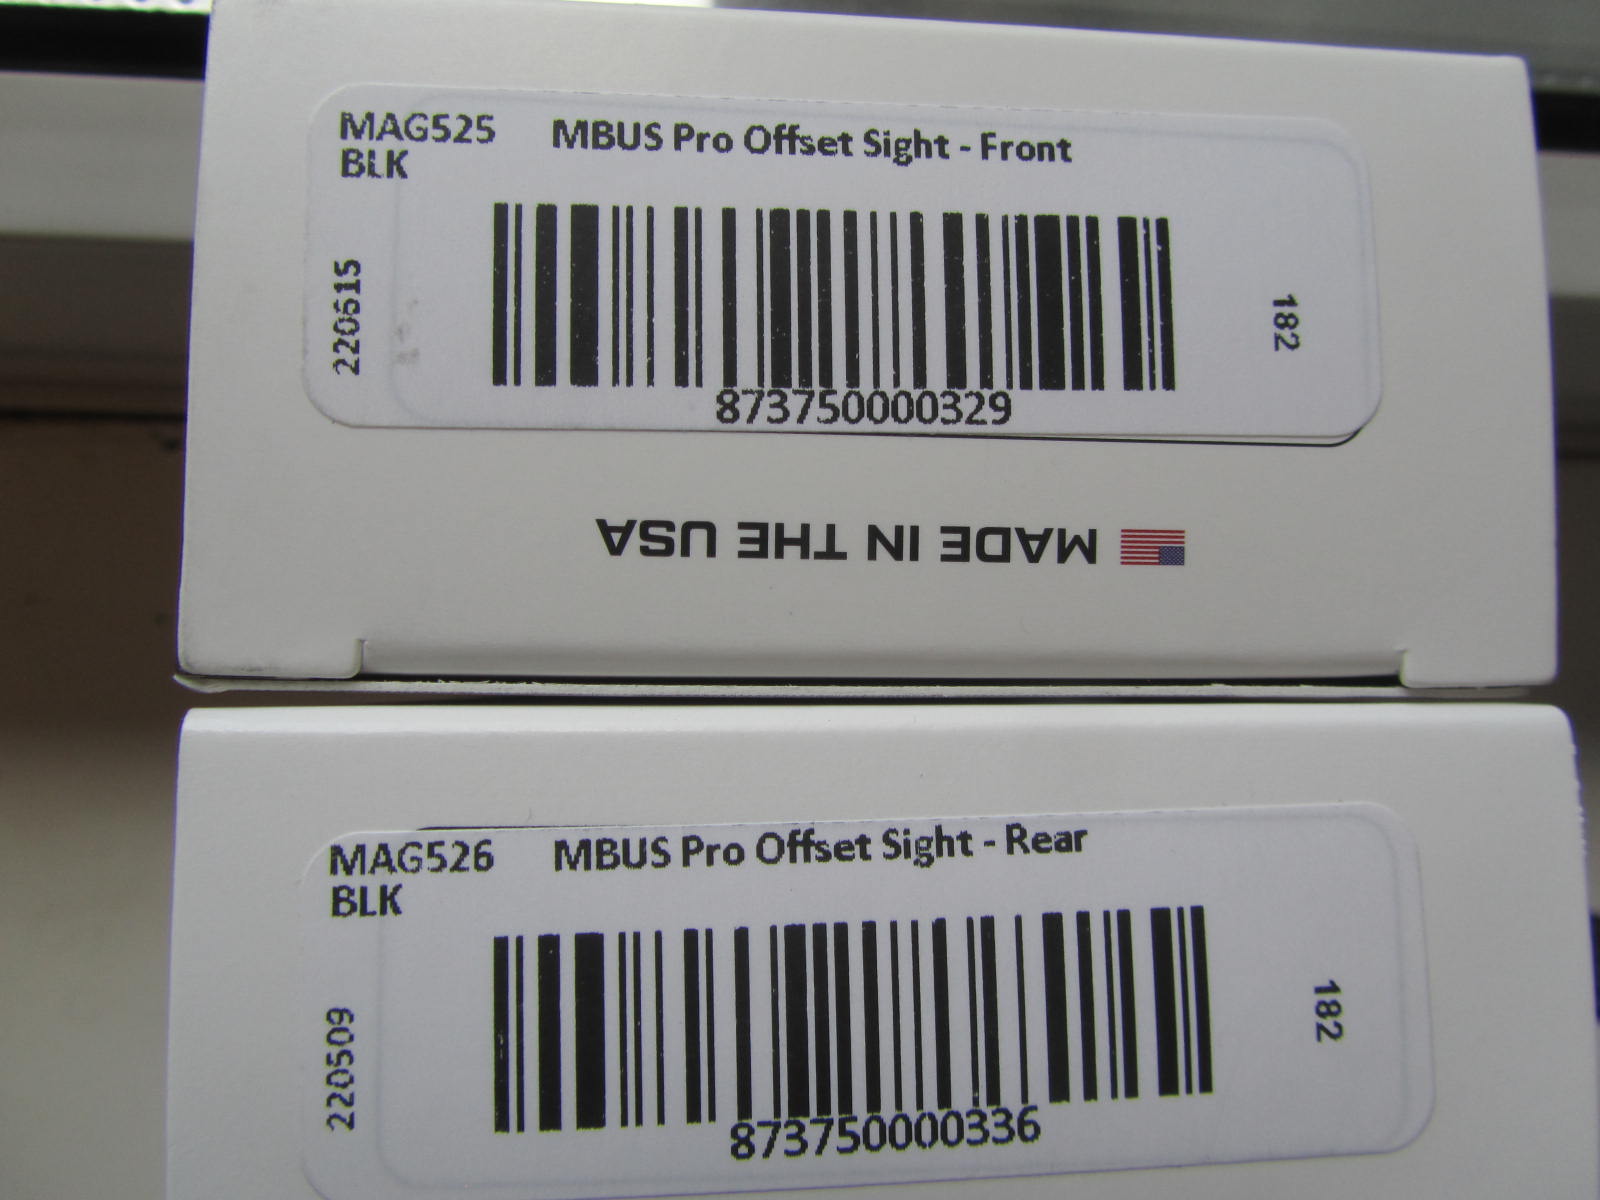 MAG525 MBUS Pro Offset Sight - Front
BLK
220615
182
873750000329
MADE IN THE USA
MAG526 MBUS Pro Offset Sight - Rear
BLK
220509
182
873750000336